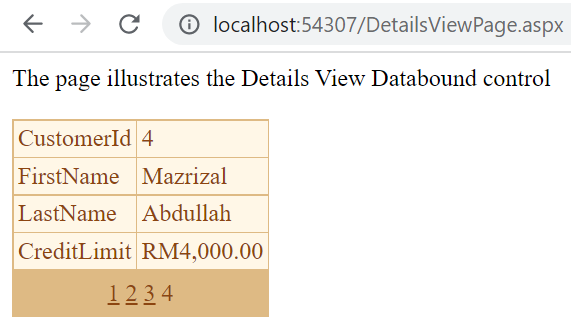 localhost:54307/DetailsViewPage.aspx
The page illustrates the Details View Databound control
CustomerId 4
FirstName Mazrizal
LastName Abdullah
CreditLimit RM4,000.00
1 2 3 4